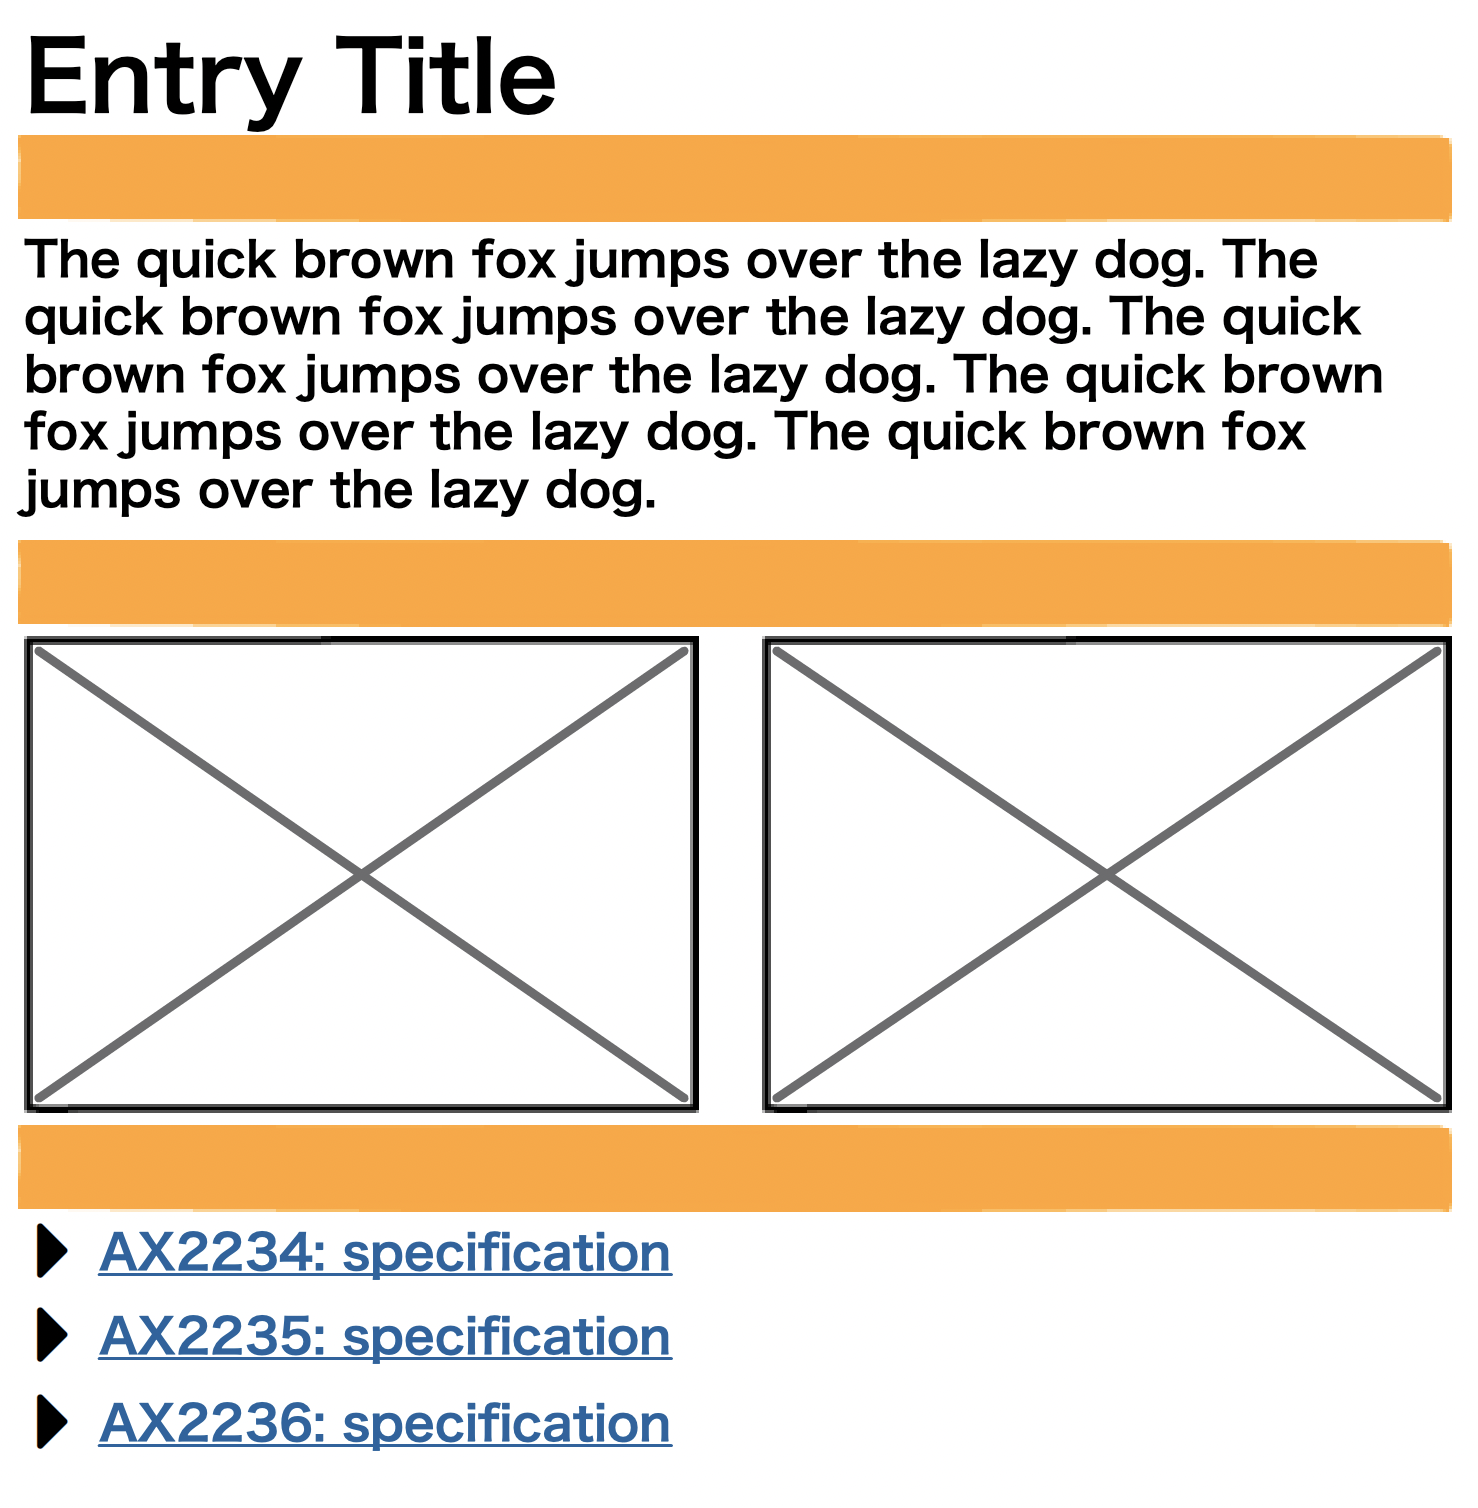 Entry Title
The quick brown fox jumps over the lazy dog. The
quick brown fox jumps over the lazy dog. The quick
brown fox jumps over the lazy dog. The quick brown
fox jumps over the lazy dog. The quick brown fox
jumps over the lazy dog.
AX2234: specification
AX2235: specification
AX2236: specification